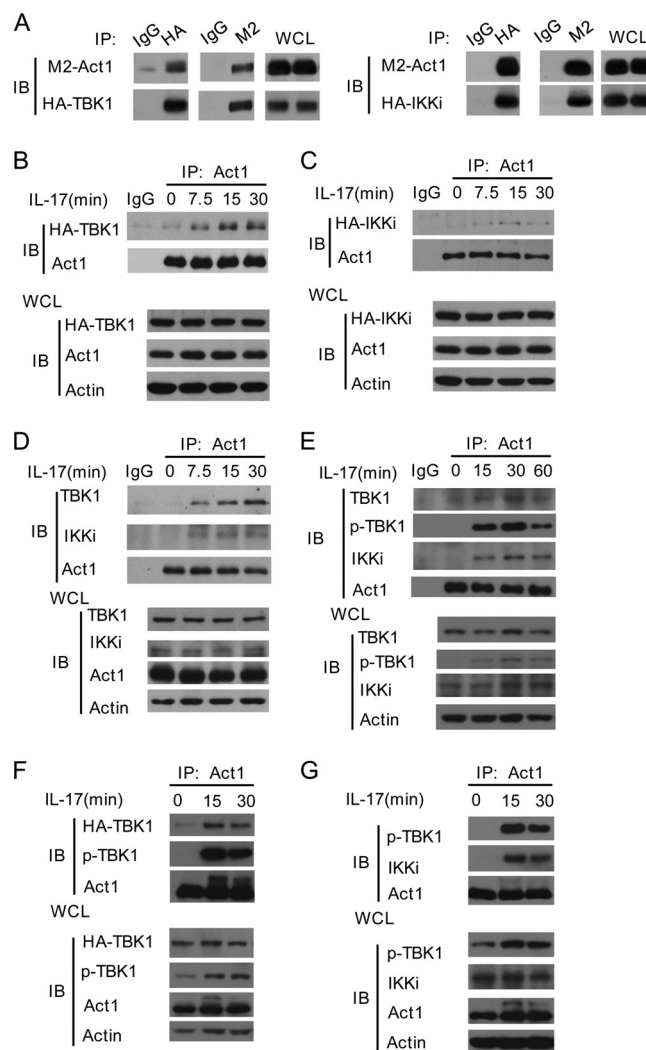 A
IP: IgG HA IgG M2 WCL
IB
M2-Act1
HA-TBK1
IP: IgG HA IgG M2 WCL
IB
M2-Act1
HA-IKKi
B
IP: Act1
IL-17(min) IgG 0 7.5 15 30
IB
HA-TBK1
Act1
WCL
IB
HA-TBK1
Act1
Actin
C
IP: Act1
IL-17(min) IgG 0 7.5 15 30
IB
HA-IKKi
Act1
WCL
IB
HA-IKKi
Act1
Actin
D
IP: Act1
IL-17(min) IgG 0 7.5 15 30
IB
TBK1
IKKi
Act1
WCL
IB
TBK1
IKKi
Act1
Actin
E
IP: Act1
IL-17(min) IgG 0 15 30 60
IB
TBK1
p-TBK1
IKKi
Act1
WCL
IB
TBK1
p-TBK1
IKKi
Actin
F
IP: Act1
IL-17(min) 0 15 30
IB
HA-TBK1
p-TBK1
Act1
WCL
IB
HA-TBK1
p-TBK1
Act1
Actin
G
IP: Act1
IL-17(min) 0 15 30
IB
p-TBK1
IKKi
Act1
WCL
IB
p-TBK1
IKKi
Act1
Actin